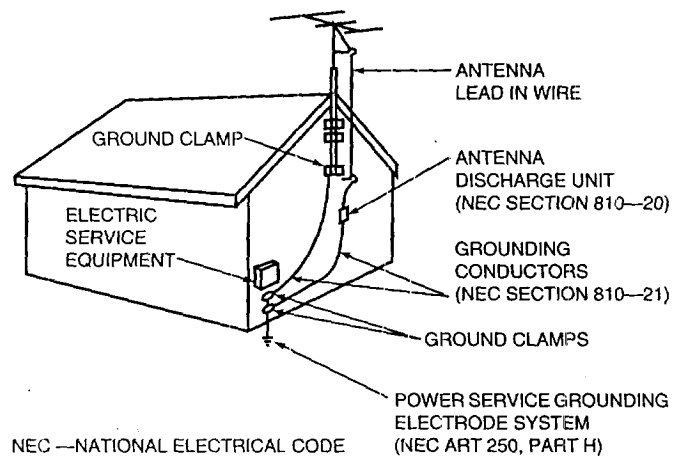 ANTENNA
LEAD IN WIRE
GROUND CLAMP
ANTENNA
DISCHARGE UNIT
(NEC SECTION 810—20)
ELECTRIC
SERVICE
EQUIPMENT
GROUNDING
CONDUCTORS
(NEC SECTION 810—21)
GROUND CLAMPS
POWER SERVICE GROUNDING
ELECTRODE SYSTEM
(NEC ART 250, PART H)
NEC —NATIONAL ELECTRICAL CODE